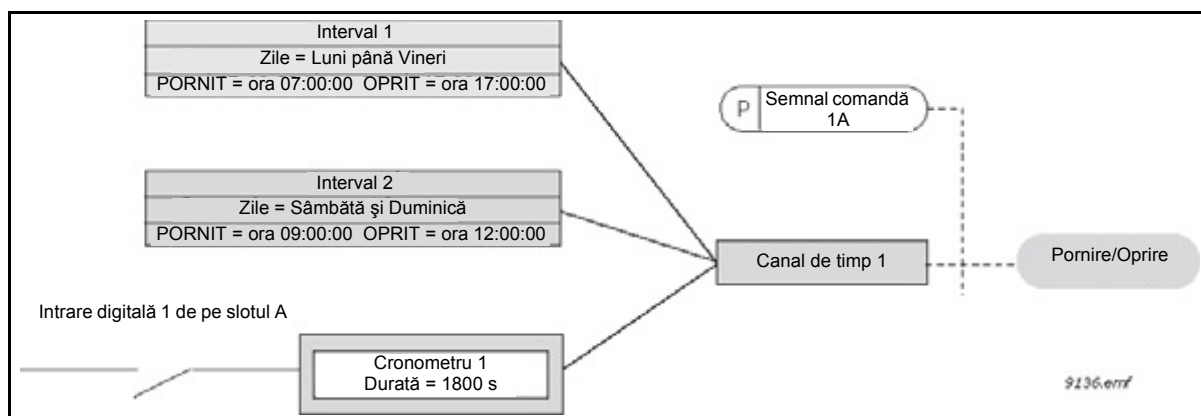 Interval 1
Zile = Luni până Vineri
PORNIT = ora 07:00:00 OPRIT = ora 17:00:00
P
Semnal comandă
1A
Interval 2
Zile = Sâmbătă şi Duminică
PORNIT = ora 09:00:00 OPRIT = ora 12:00:00
Canal de timp 1
Pornire/Oprire
Intrare digitală 1 de pe slotul A
Cronometru 1
Durată = 1800 s
9136.emf